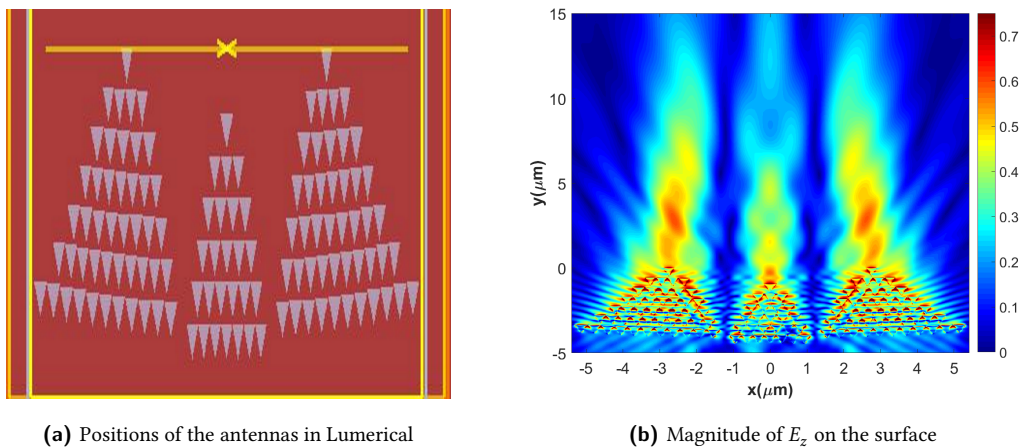 15
10
5
0
-5
y(μm)
-5 -4 -3 -2 -1 0 1 2 3 4 5
x(μm)
0.7
0.6
0.5
0.4
0.3
0.2
0.1
0
(a) Positions of the antennas in Lumerical
(b) Magnitude of E_z on the surface